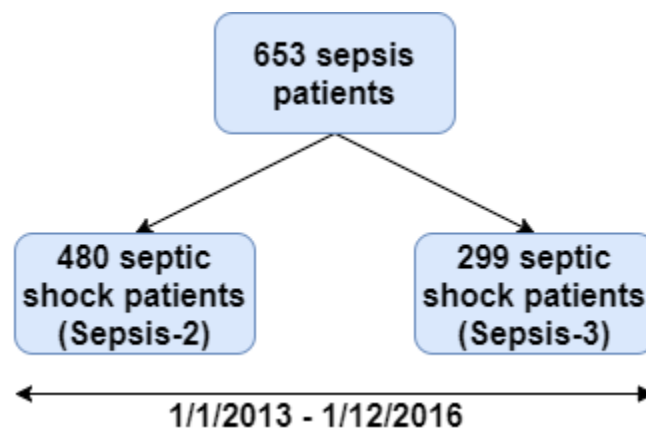 653 sepsis
patients
480 septic
shock patients
(Sepsis-2)
299 septic
shock patients
(Sepsis-3)
1/1/2013 - 1/12/2016